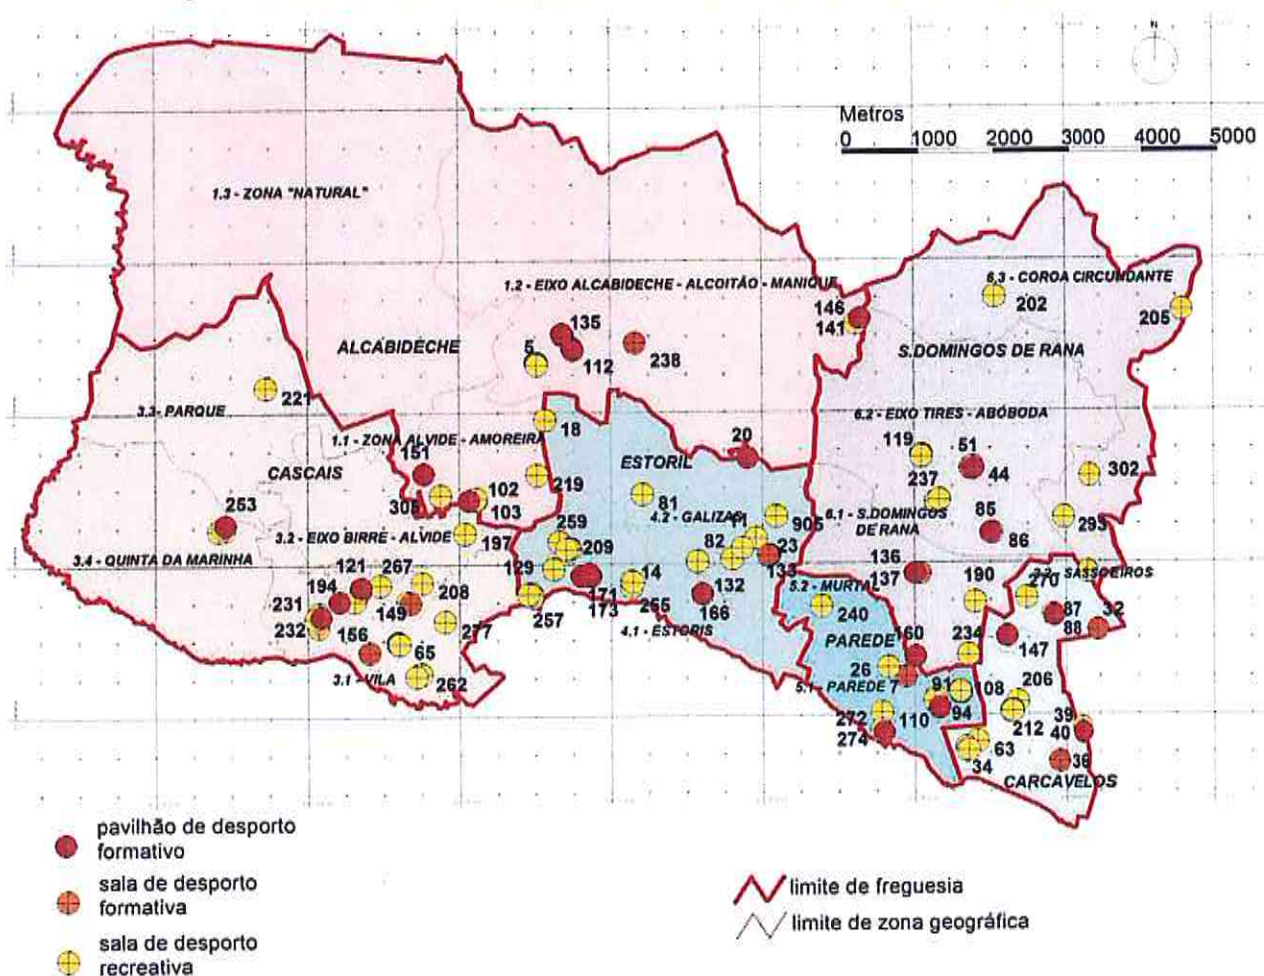 N
Metros
0 1000 2000 3000 4000 5000
1.3 - ZONA "NATURAL"
6.3 - COROA CIRCUNDANTE
1.2 - EIXO ALCABIDECHE - ALCOITÃO - MANIQUE
202
146
141
205
135
ALCABIDECHE
5
112
238
S.DOMINGOS DE RANA
221
3.3- PARQUE
6.2 - EIXO TIRES - ABÓBODA
18
1.1 - ZONA ALVIDE - AMOREIRA
20
119
51
151
CASCAIS
ESTORIL
44
302
237
219
81
102
305
103
253
4.2 - GALIZAS
11
905
6.1 - S.DOMINGOS
DE RANA
85
86
293
3.2 - EIXO BIRRE - ALVIDE
197
259
209
82
23
3.4 - QUINTA DA MARINHA
121
267
129
14
132
133
136
137
190
270
SASSOEIROS
5.2 - MURTAL
194
231
208
171
173
255
166
240
87
32
149
88
232
156
277
257
4.1 - ESTORIS
PAREDE
160
234
147
65
26
3.1 - VILA
262
5.1 - PAREDE
7
91
108
206
272
110
94
212
39
274
40
63
34
36
CARCAVELOS
pavilhão de desporto
formativo
sala de desporto
formativa
sala de desporto
recreativa
limite de freguesia
limite de zona geográfica